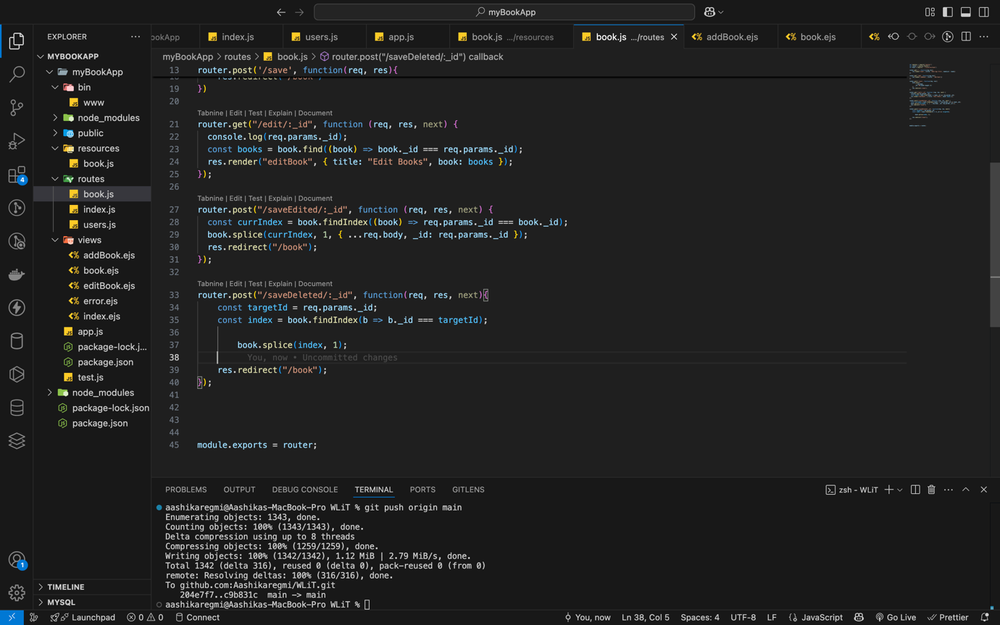 myBookApp
EXPLORER
MYBOOKAPP
myBookApp
bin
www
node_modules
public
resources
book.js
routes
book.js
index.js
users.js
views
addBook.ejs
book.ejs
editBook.ejs
error.ejs
index.ejs
app.js
package-lock.j...
package.json
test.js
node_modules
package-lock.json
package.json
TIMELINE
MYSQL
4
1
ookApp
index.js
users.js
app.js
book.js .../resources
book.js .../routes
addBook.ejs
book.ejs
myBookApp > routes > book.js > router.post("/saveDeleted/:_id") callback
13 router.post('/save', function(req, res){
18 res.redirect('/book')
19 })
20
Tabnine | Edit | Test | Explain | Document
21 router.get("/edit/:_id", function (req, res, next) {
22 console.log(req.params._id);
23 const books = book.find((book) => book._id === req.params._id);
24 res.render("editBook", { title: "Edit Books", book: books });
25 });
26
Tabnine | Edit | Test | Explain | Document
27 router.post("/saveEdited/:_id", function (req, res, next) {
28 const currIndex = book.findIndex((book) => req.params._id === book._id);
29 book.splice(currIndex, 1, { ...req.body, _id: req.params._id });
30 res.redirect("/book");
31 });
32
Tabnine | Edit | Test | Explain | Document
33 router.post("/saveDeleted/:_id", function(req, res, next){
34 const targetId = req.params._id;
35 const index = book.findIndex(b => b._id === targetId);
36
37 book.splice(index, 1);
38 You, now • Uncommitted changes
39 res.redirect("/book");
40 });
41
42
43
44
45 module.exports = router;
PROBLEMS OUTPUT DEBUG CONSOLE TERMINAL PORTS GITLENS
zsh - WLiT
aashikaregmi@Aashikas-MacBook-Pro WLiT % git push origin main
Enumerating objects: 1343, done.
Counting objects: 100% (1343/1343), done.
Delta compression using up to 8 threads
Compressing objects: 100% (1259/1259), done.
Writing objects: 100% (1342/1342), 1.12 MiB | 2.79 MiB/s, done.
Total 1342 (delta 316), reused 0 (delta 0), pack-reused 0 (from 0)
remote: Resolving deltas: 100% (316/316), done.
To github.com:Aashikaregmi/WLiT.git
204e7f7..c9b831c main -> main
aashikaregmi@Aashikas-MacBook-Pro WLiT %
Launchpad 0 0 Connect You, now Ln 38, Col 5 Spaces: 4 UTF-8 LF {} JavaScript Go Live Prettier